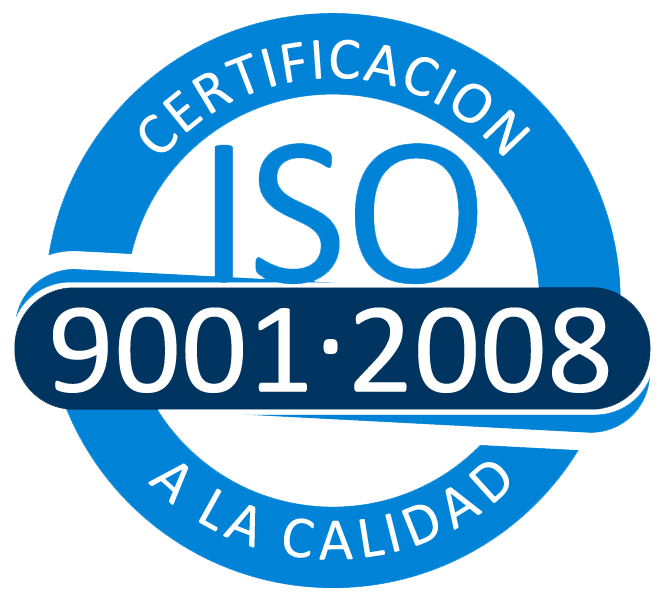 CERTIFICACION
ISO
9001·2008
A LA CALIDAD